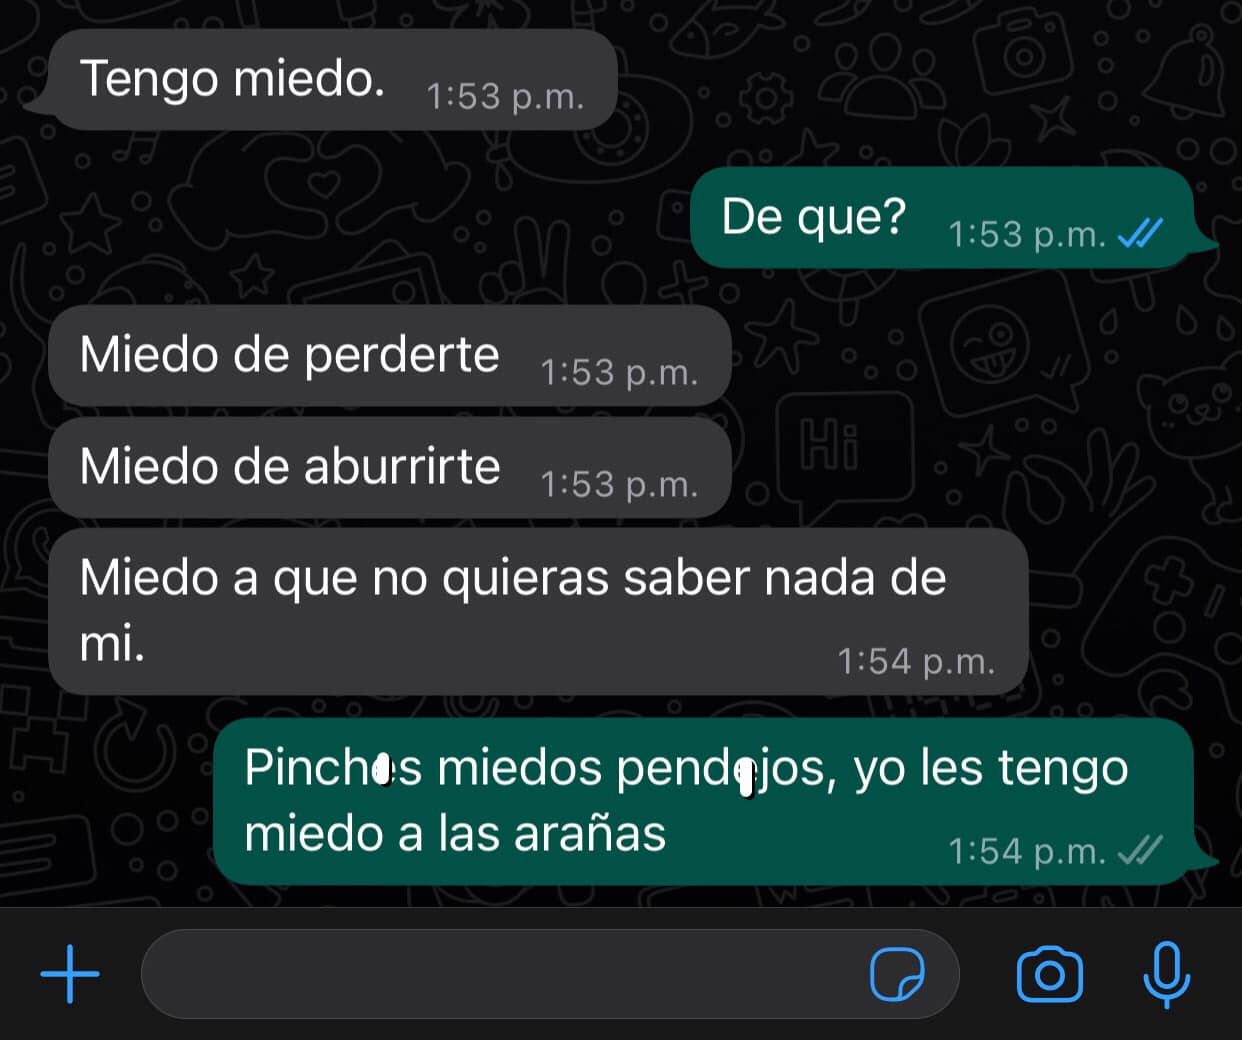 Tengo miedo. 1:53 p.m.
De que? 1:53 p.m.
Miedo de perderte 1:53 p.m.
Miedo de aburrirte 1:53 p.m.
Hi
Miedo a que no quieras saber nada de
mi. 1:54 p.m.
Pinches miedos pendejos, yo les tengo
miedo a las arañas 1:54 p.m.